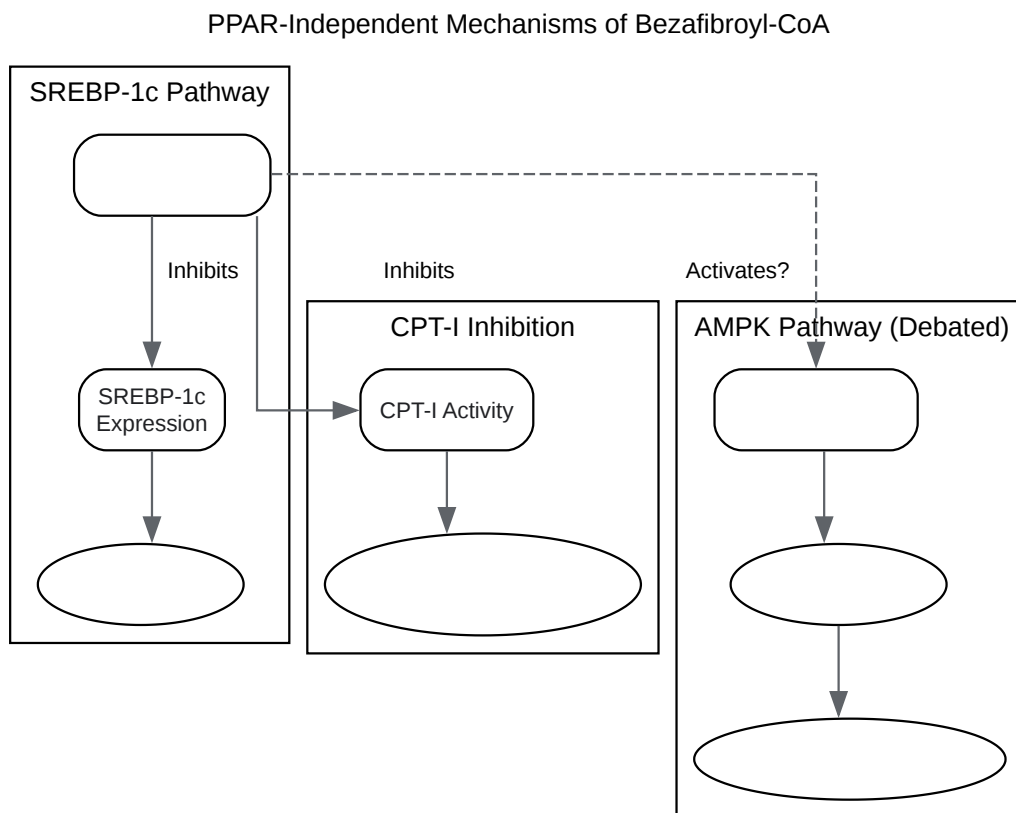 PPAR-Independent Mechanisms of Bezafibroyl-CoA
SREBP-1c Pathway
Inhibits
Inhibits
Activates?
CPT-I Inhibition
AMPK Pathway (Debated)
SREBP-1c
Expression
CPT-I Activity